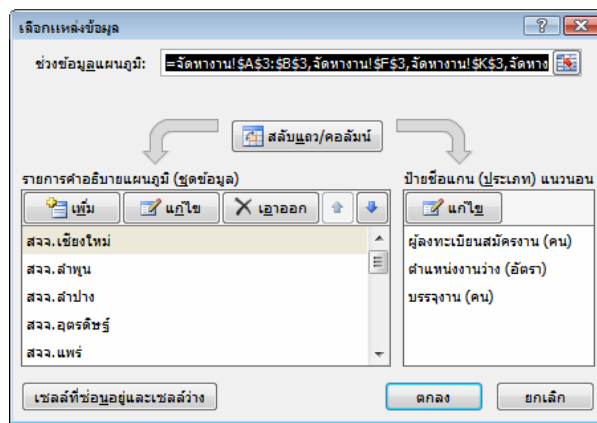 เลือกแหล่งข้อมูล
ช่วงข้อมูลแผนภูมิ: =จัดหางาน!$A$3:$B$3,จัดหางาน!$F$3,จัดหางาน!$K$3,จัดหาง
สลับแถว/คอลัมน์
รายการคำอธิบายแผนภูมิ (ชุดข้อมูล)
ป้ายชื่อแกน (ประเภท) แนวนอน
เพิ่ม แก้ไข เอาออก
แก้ไข
สจจ.เชียงใหม่
สจจ.ลำพูน
สจจ.ลำปาง
สจจ.อุตรดิษฐ์
สจจ.แพร่
ผู้ลงทะเบียนสมัครงาน (คน)
ตำแหน่งงานว่าง (อัตรา)
บรรจุงาน (คน)
เซลล์ที่ซ่อนอยู่และเซลล์ว่าง
ตกลง ยกเลิก